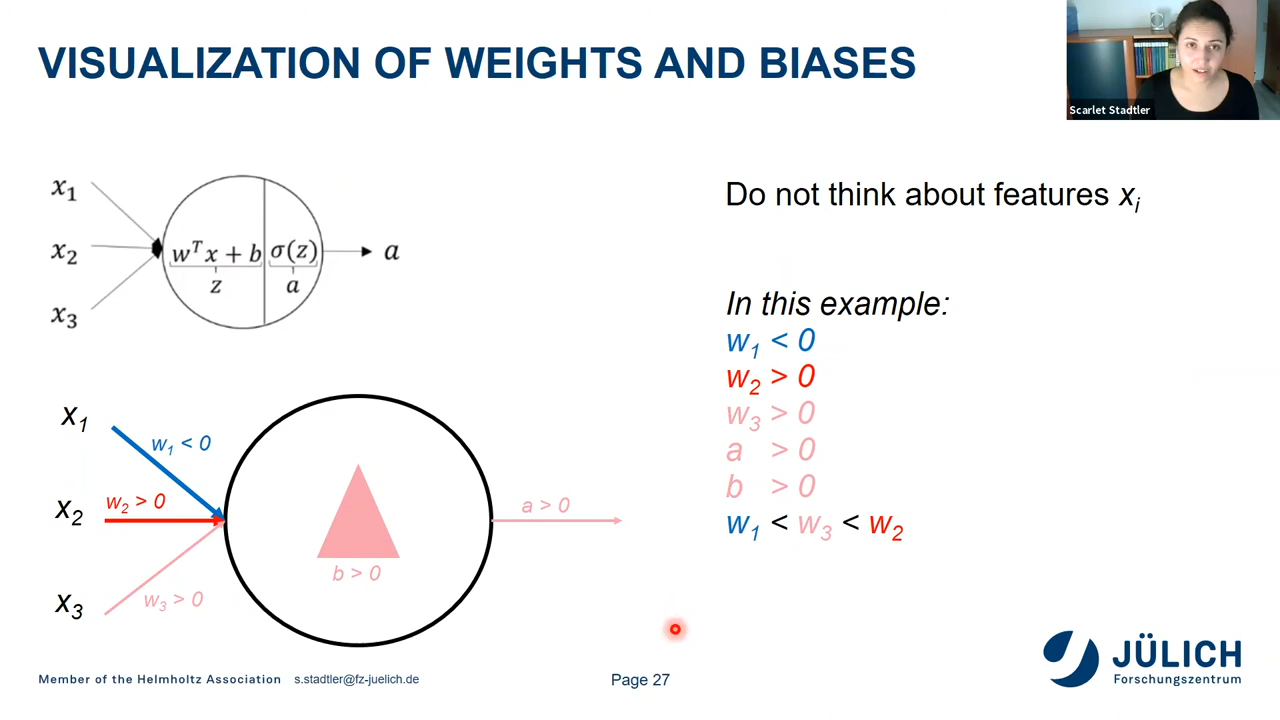 VISUALIZATION OF WEIGHTS AND BIASES
Scarlet Stadtler
x₁
x₂
x₃
wᵀx + b
σ(z)
z
a
a
Do not think about features xᵢ
In this example:
w₁ < 0
w₂ > 0
w₃ > 0
a > 0
b > 0
w₁ < w₃ < w₂
x₁
w₁ < 0
x₂
w₂ > 0
x₃
w₃ > 0
b > 0
a > 0
Member of the Helmholtz Association s.stadtler@fz-juelich.de
Page 27
JÜLICH
Forschungszentrum